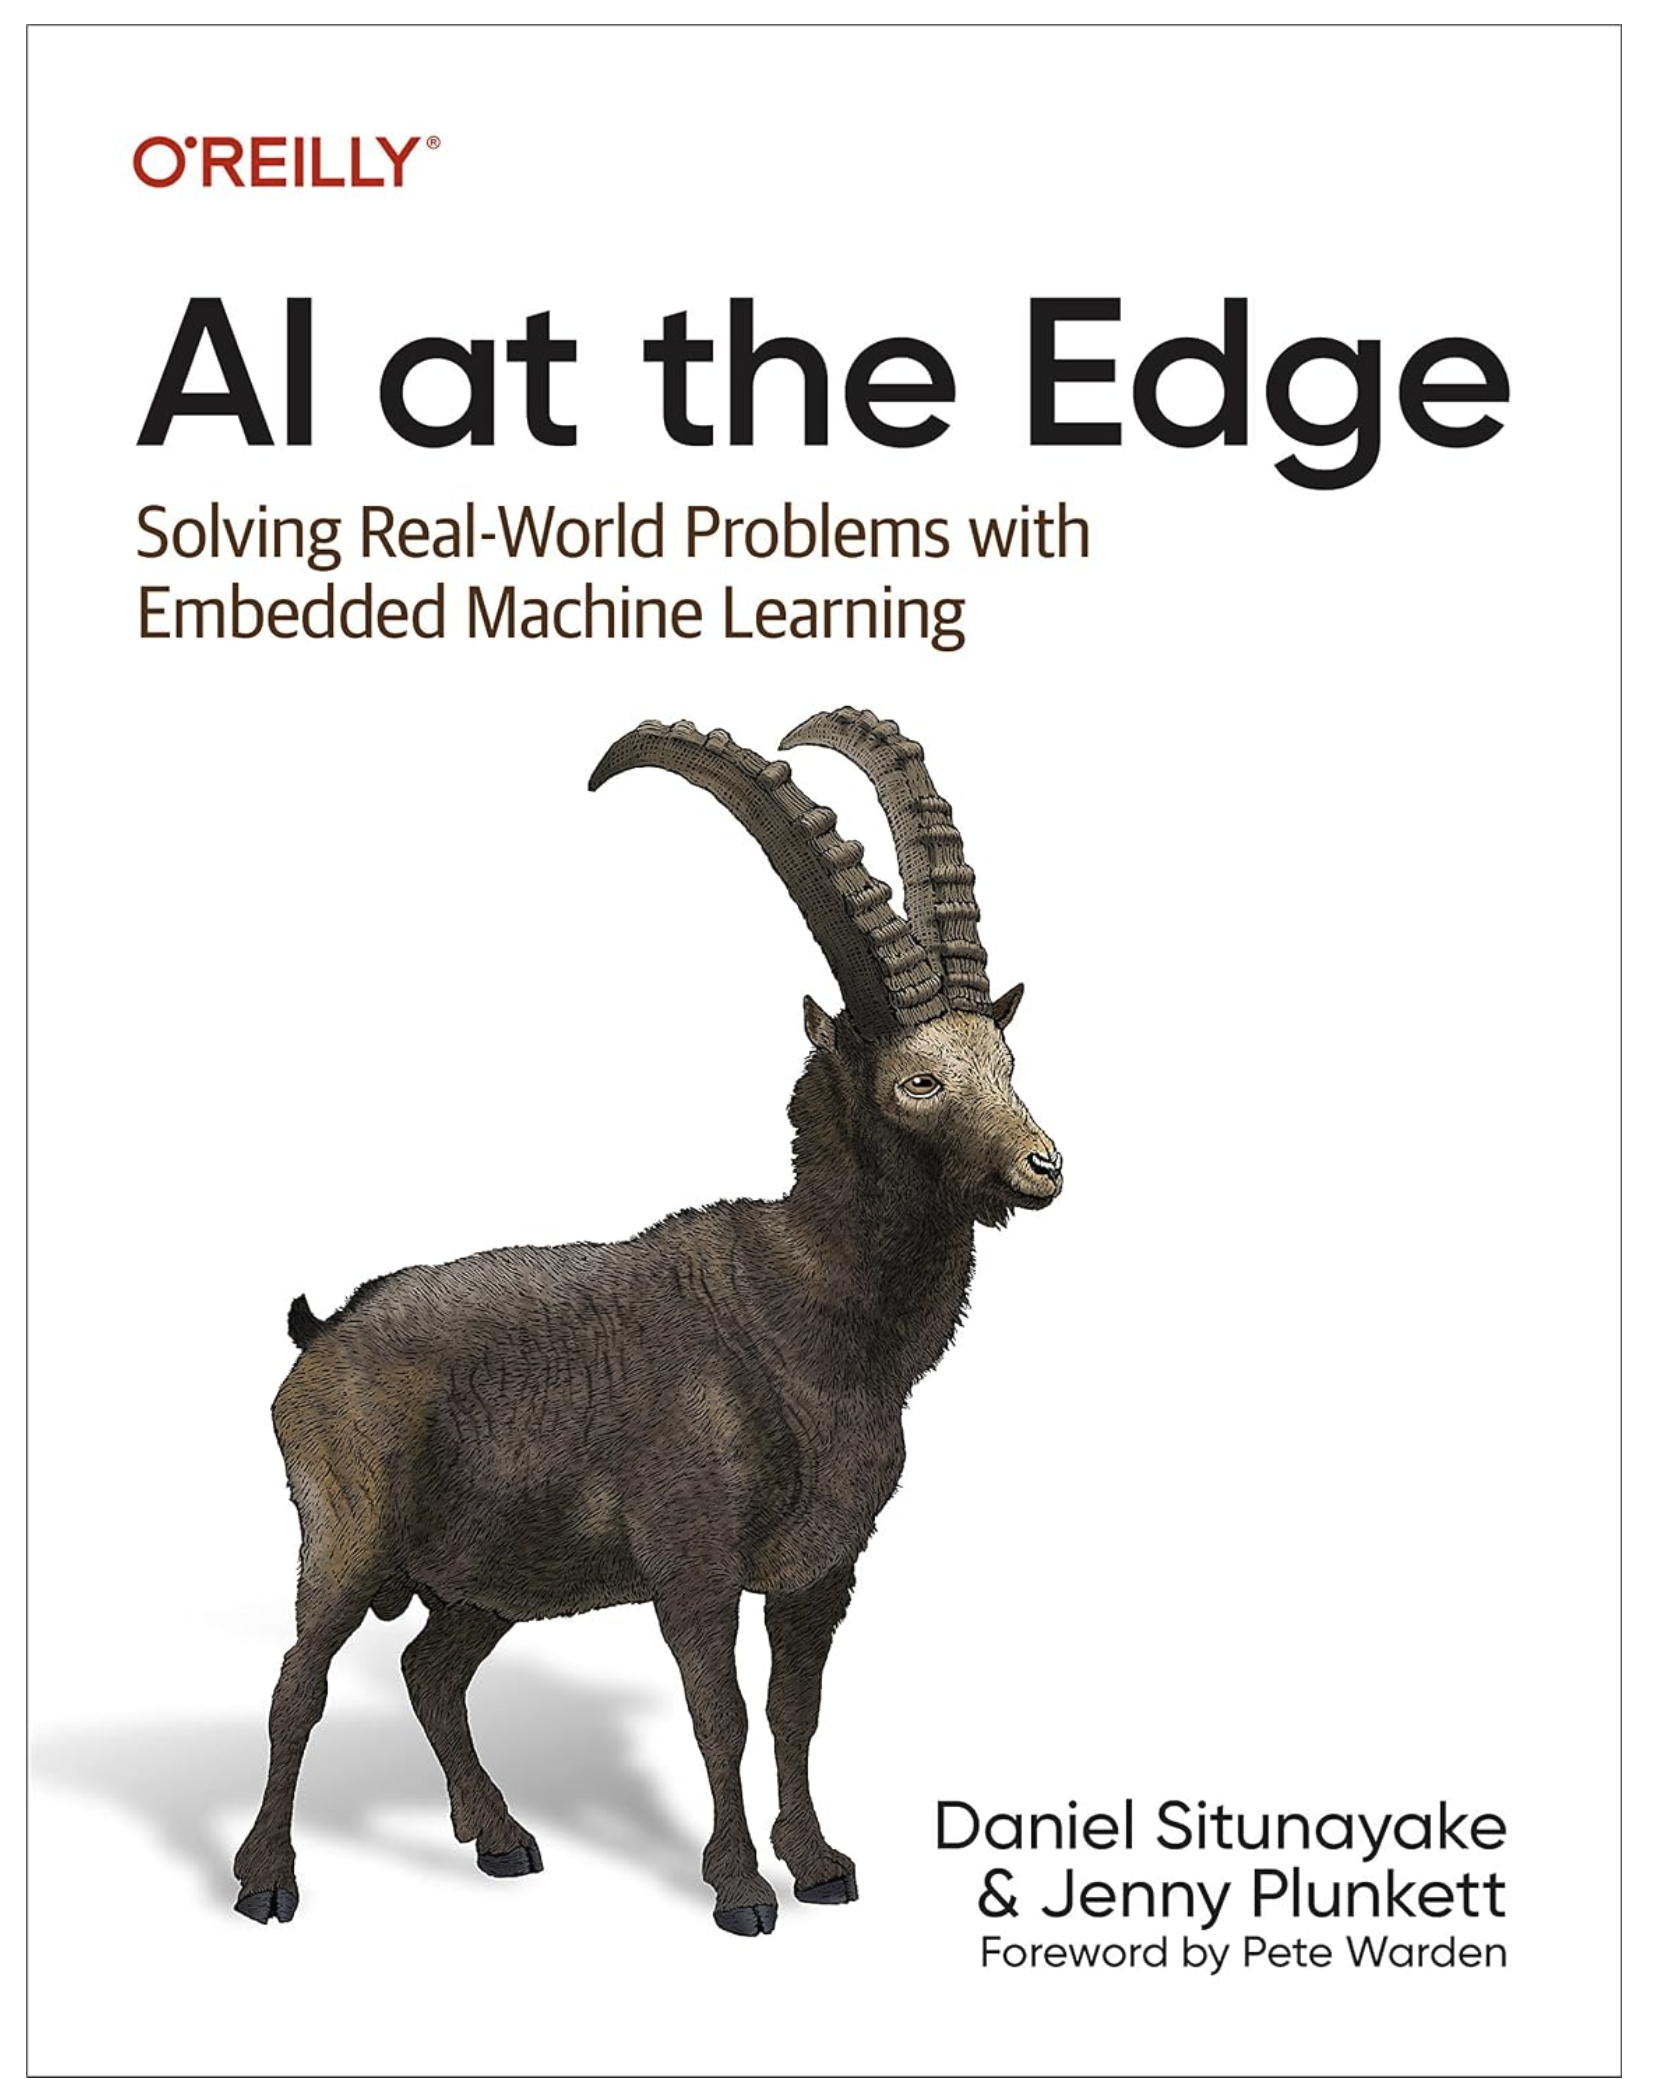 O'REILLY®
AI at the Edge
Solving Real-World Problems with
Embedded Machine Learning
Daniel Situnayake
& Jenny Plunkett
Foreword by Pete Warden